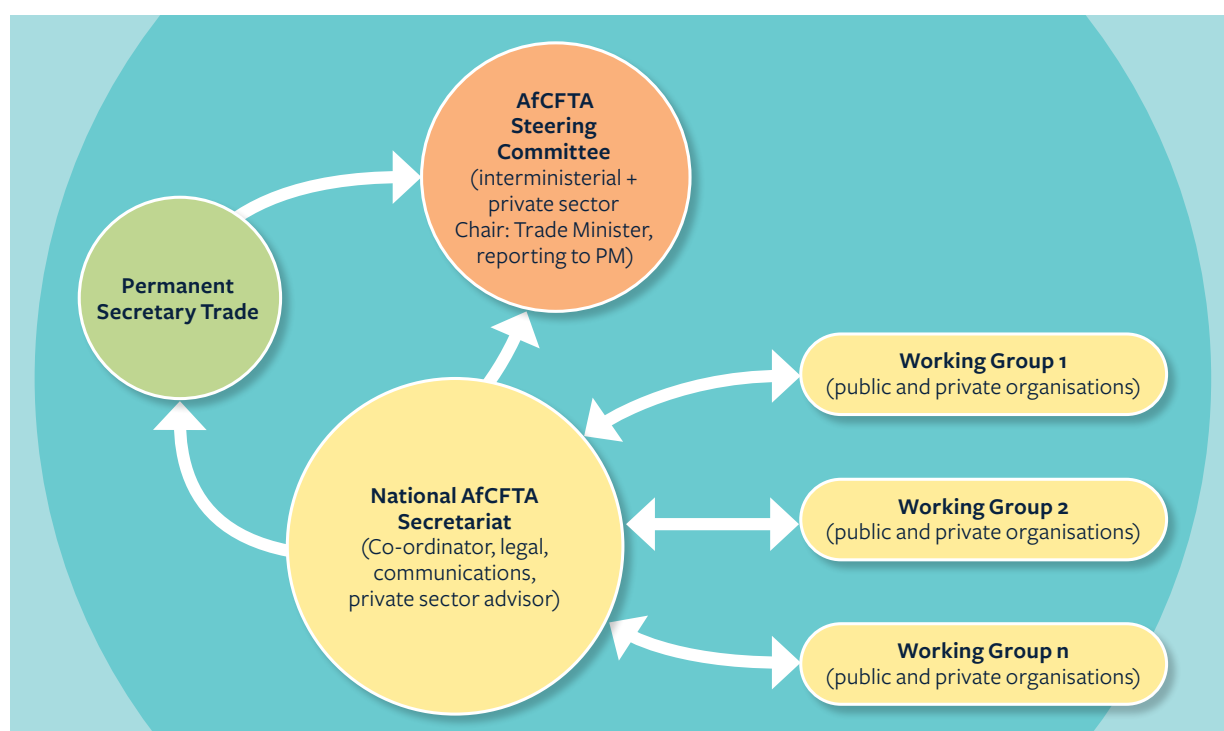 AfCFTA
Steering
Committee
(interministerial +
private sector
Chair: Trade Minister,
reporting to PM)
Permanent
Secretary Trade
National AfCFTA
Secretariat
(Co-ordinator, legal,
communications,
private sector advisor)
Working Group 1
(public and private organisations)
Working Group 2
(public and private organisations)
Working Group n
(public and private organisations)